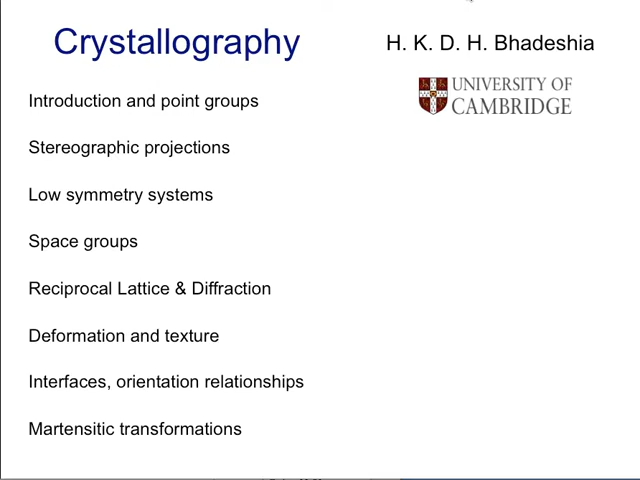 Crystallography
H. K. D. H. Bhadeshia
UNIVERSITY OF
CAMBRIDGE
Introduction and point groups
Stereographic projections
Low symmetry systems
Space groups
Reciprocal Lattice & Diffraction
Deformation and texture
Interfaces, orientation relationships
Martensitic transformations